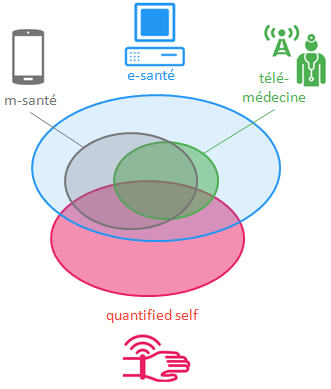 e-santé
m-santé
télé-
médecine
quantified self